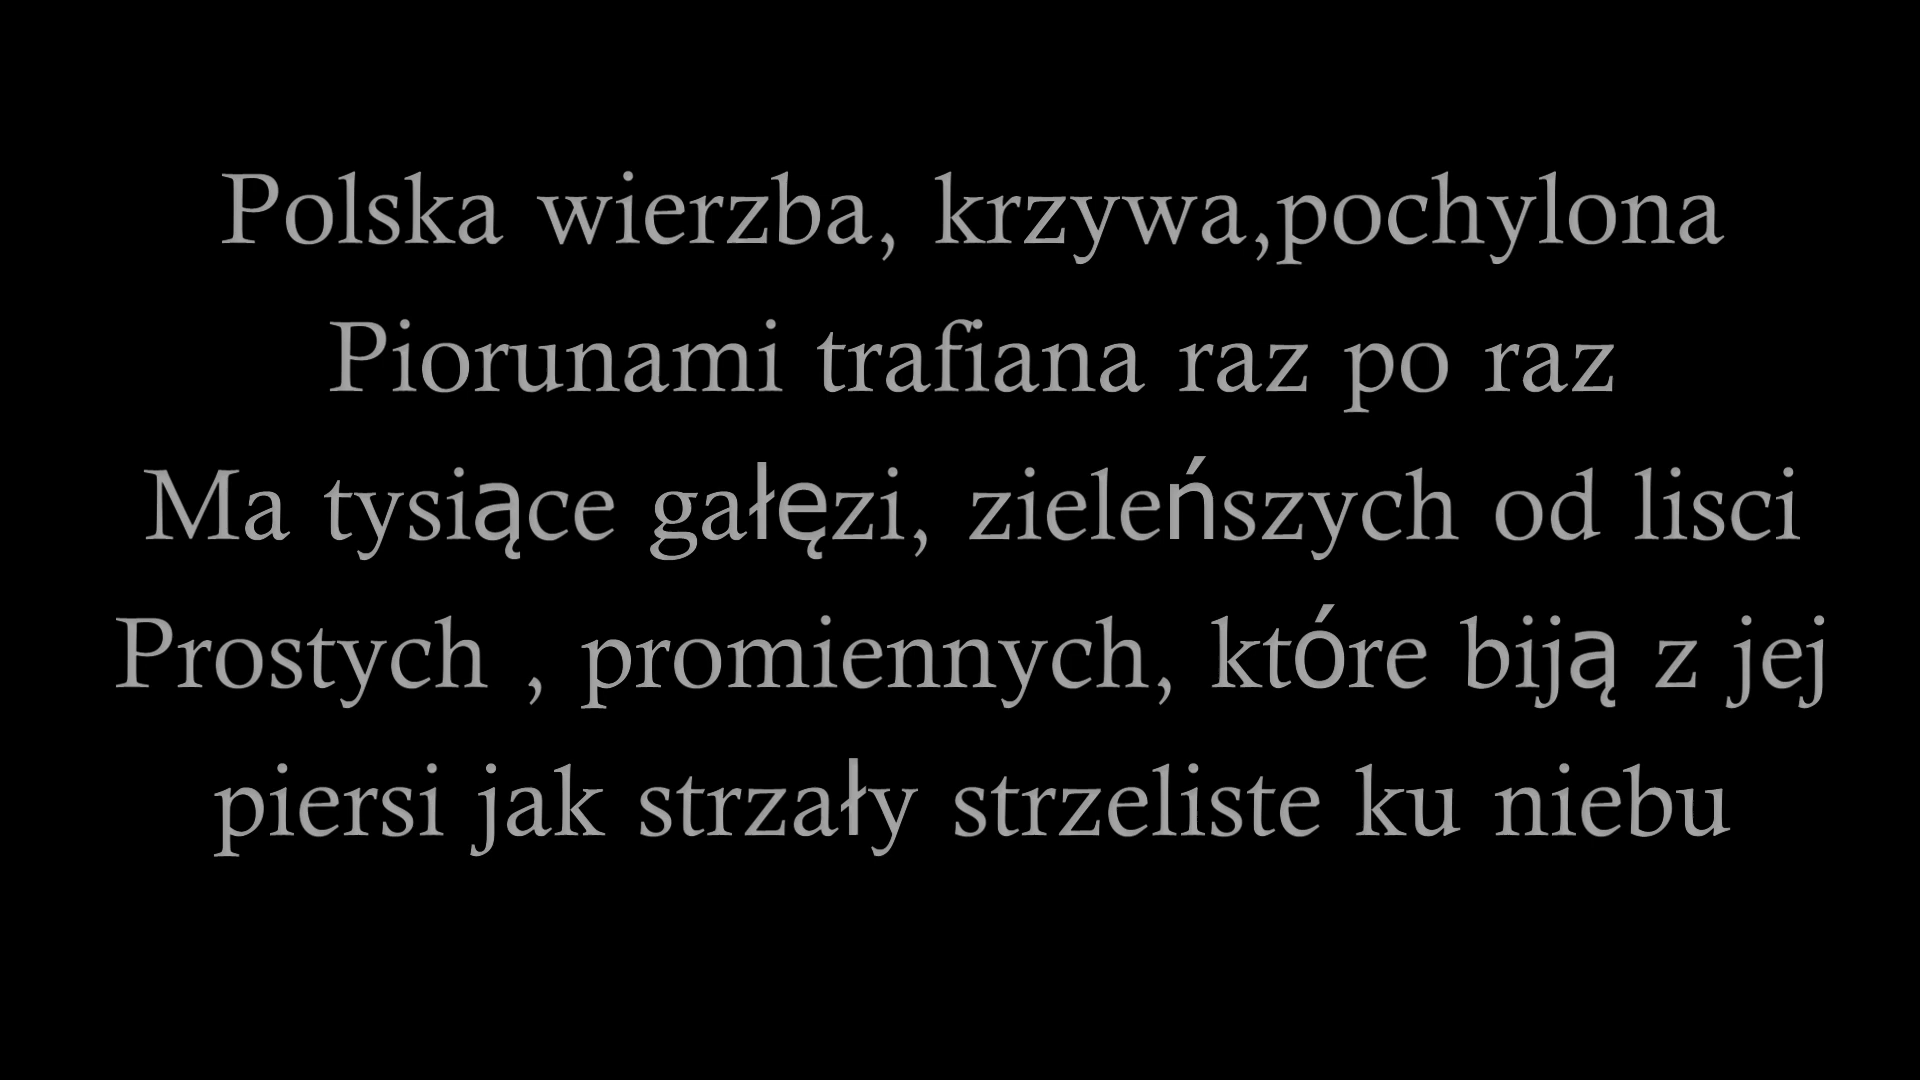 Polska wierzba, krzywa,pochylona
Piorunami trafiana raz po raz
Ma tysiące gałęzi, zieleńszych od lisci
Prostych , promiennych, które biją z jej
piersi jak strzały strzeliste ku niebu